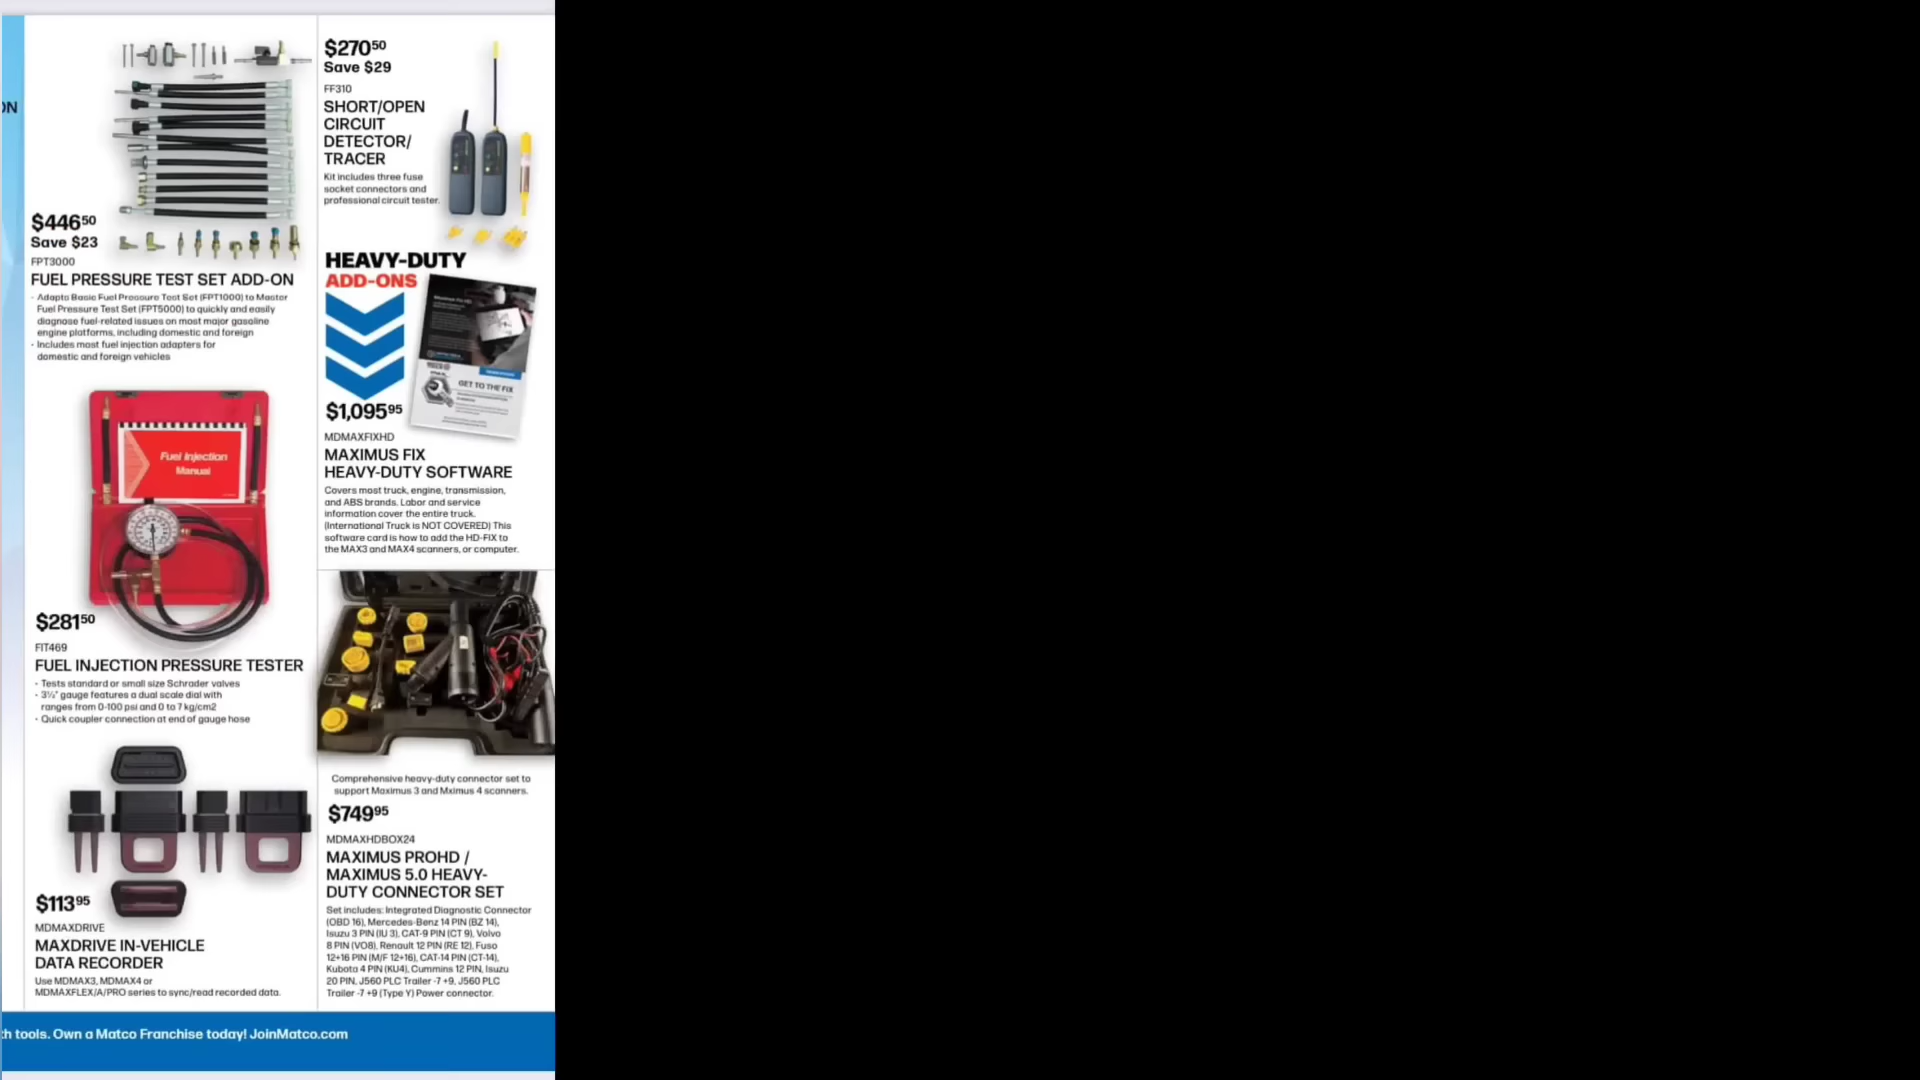 ON
$44650
Save $23
FPT3000
FUEL PRESSURE TEST SET ADD-ON
· Adapts Basic Fuel Pressure Test Set (FPT1000) to Master
Fuel Pressure Test Set (FPT5000) to quickly and easily
diagnose fuel-related issues on most major gasoline
engine platforms, including domestic and foreign
· Includes most fuel injection adapters for
domestic and foreign vehicles
Fuel Injection
Manual
$28150
FIT469
FUEL INJECTION PRESSURE TESTER
· Tests standard or small size Schrader valves
· 3½" gauge features a dual scale dial with
ranges from 0-100 psi and 0 to 7 kg/cm2
· Quick coupler connection at end of gauge hose
$11395
MDMAXDRIVE
MAXDRIVE IN-VEHICLE
DATA RECORDER
Use MDMAX3, MDMAX4 or
MDMAXFLEX/A/PRO series to sync/read recorded data.
$27050
Save $29
FF310
SHORT/OPEN
CIRCUIT
DETECTOR/
TRACER
Kit includes three fuse
socket connectors and
professional circuit tester.
HEAVY-DUTY
ADD-ONS
GET TO THE FIX
$1,09595
MDMAXFIXHD
MAXIMUS FIX
HEAVY-DUTY SOFTWARE
Covers most truck, engine, transmission,
and ABS brands. Labor and service
information cover the entire truck.
(International Truck is NOT COVERED) This
software card is how to add the HD-FIX to
the MAX3 and MAX4 scanners, or computer.
Comprehensive heavy-duty connector set to
support Maximus 3 and Mximus 4 scanners.
$74995
MDMAXHDBOX24
MAXIMUS PROHD /
MAXIMUS 5.0 HEAVY-
DUTY CONNECTOR SET
Set includes: Integrated Diagnostic Connector
(OBD 16), Mercedes-Benz 14 PIN (BZ 14),
Isuzu 3 PIN (IU 3), CAT-9 PIN (CT 9), Volvo
8 PIN (VO8), Renault 12 PIN (RE 12), Fuso
12+16 PIN (M/F 12+16), CAT-14 PIN (CT-14),
Kubota 4 PIN (KU4), Cummins 12 PIN, Isuzu
20 PIN, J560 PLC Trailer -7 +9, J560 PLC
Trailer -7 +9 (Type Y) Power connector.
h tools. Own a Matco Franchise today! JoinMatco.com